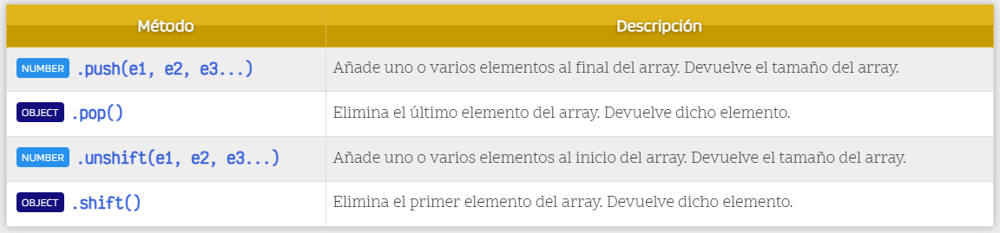 Método Descripción
NUMBER .push(e1, e2, e3...) Añade uno o varios elementos al final del array. Devuelve el tamaño del array.
OBJECT .pop() Elimina el último elemento del array. Devuelve dicho elemento.
NUMBER .unshift(e1, e2, e3...) Añade uno o varios elementos al inicio del array. Devuelve el tamaño del array.
OBJECT .shift() Elimina el primer elemento del array. Devuelve dicho elemento.